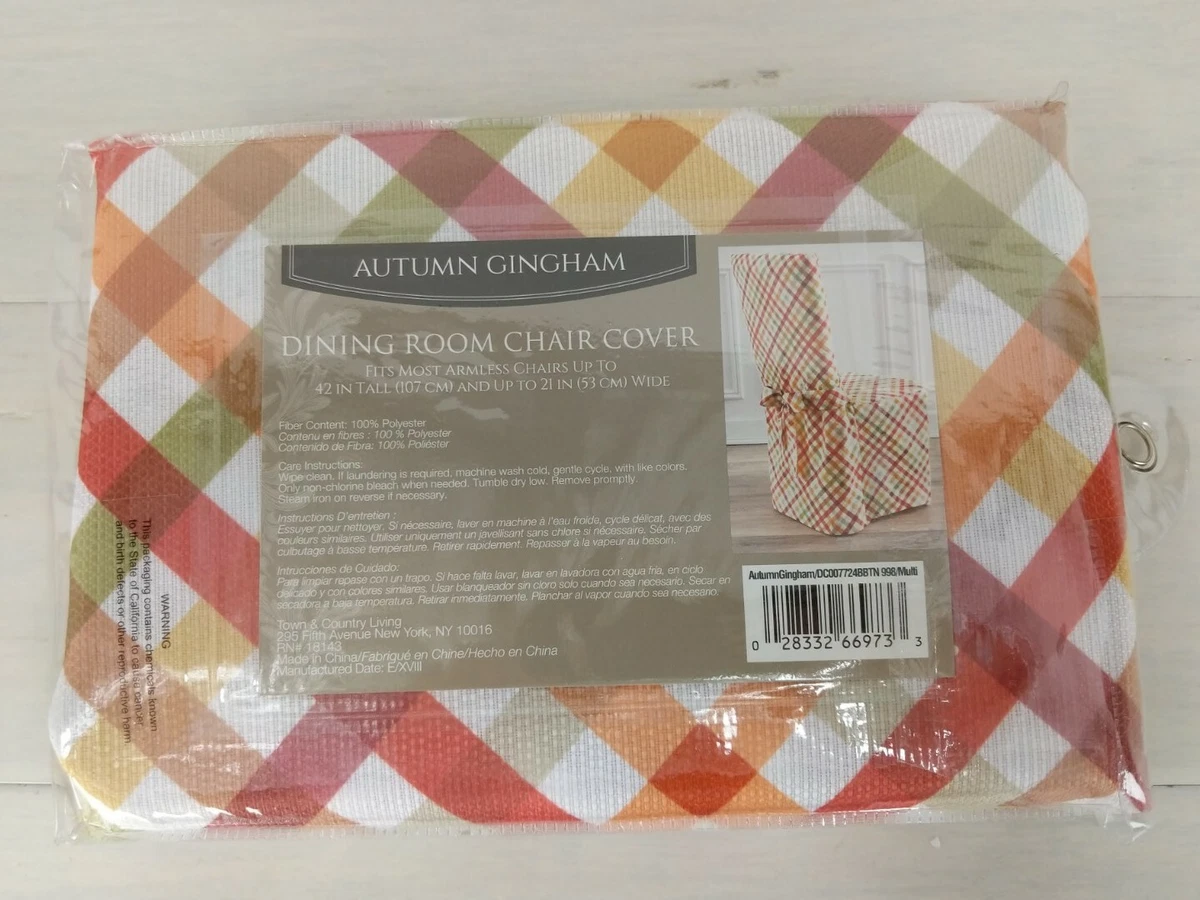 AUTUMN GINGHAM
DINING ROOM CHAIR COVER
FITS MOST ARMLESS CHAIRS UP TO
42 IN TALL (107 CM) AND UP TO 21 IN (53 CM) WIDE
Fiber Content: 100% Polyester
Contenu en fibres : 100 % Polyester
Contenido de Fibra: 100% Poliéster
Care Instructions:
Wipe clean. If laundering is required, machine wash cold, gentle cycle, with like colors.
Only non-chlorine bleach when needed. Tumble dry low. Remove promptly
Steam iron on reverse if necessary.
Instructions D'entretien :
Essuyer pour nettoyer. Si nécessaire, laver en machine à l'eau froide, cycle délicat, avec des
couleurs similaires. Utiliser uniquement un javellisant sans chlore si nécessaire. Sécher par
culbutage à basse température. Retirer rapidement. Repasser à la vapeur au besoin.
Intrucciones de Cuidado:
Para limpiar repase con un trapo. Si hace falta lavar, lavar en lavadora con agua fria, en ciclo
delicado y con colores similares. Usar blanqueador sin cloro solo cuando sea necesario. Secar en
secadora a baja temperatura. Retirar inmediatamente. Planchar al vapor cuando sea necesario.
Town & Country Living
295 Fifth Avenue New York, NY 10016
RN# 18143
Made in China/Fabriqué en Chine/Hecho en China
Manufactured Date: E/XVIII
AutumnGingham/DC007724BBTN 998/Multi
0 28332 66973 3
WARNING
This packaging contains chemicals known
to the State of California to cause cancer
and birth defects or other reproductive harm.